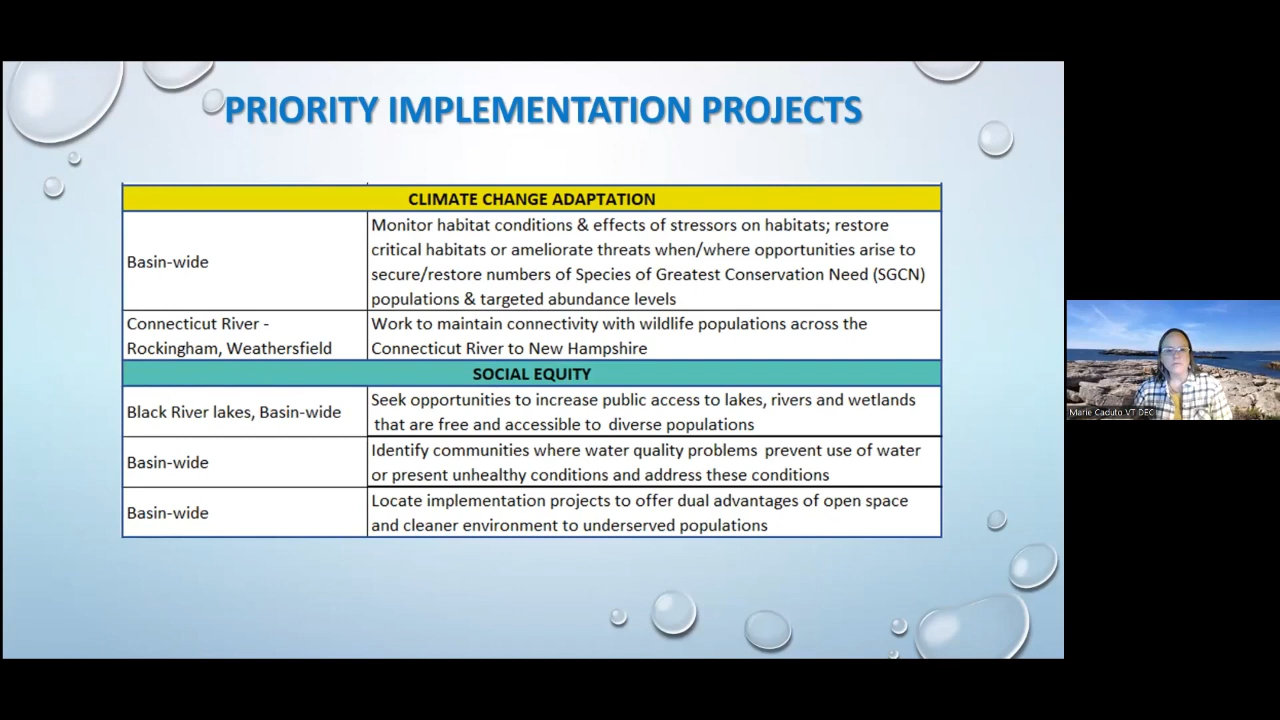 PRIORITY IMPLEMENTATION PROJECTS
CLIMATE CHANGE ADAPTATION
Basin-wide
Monitor habitat conditions & effects of stressors on habitats; restore
critical habitats or ameliorate threats when/where opportunities arise to
secure/restore numbers of Species of Greatest Conservation Need (SGCN)
populations & targeted abundance levels
Connecticut River -
Rockingham, Weathersfield
Work to maintain connectivity with wildlife populations across the
Connecticut River to New Hampshire
SOCIAL EQUITY
Black River lakes, Basin-wide
Seek opportunities to increase public access to lakes, rivers and wetlands
that are free and accessible to diverse populations
Basin-wide
Identify communities where water quality problems prevent use of water
or present unhealthy conditions and address these conditions
Basin-wide
Locate implementation projects to offer dual advantages of open space
and cleaner environment to underserved populations
Marie Caduto VT DEC